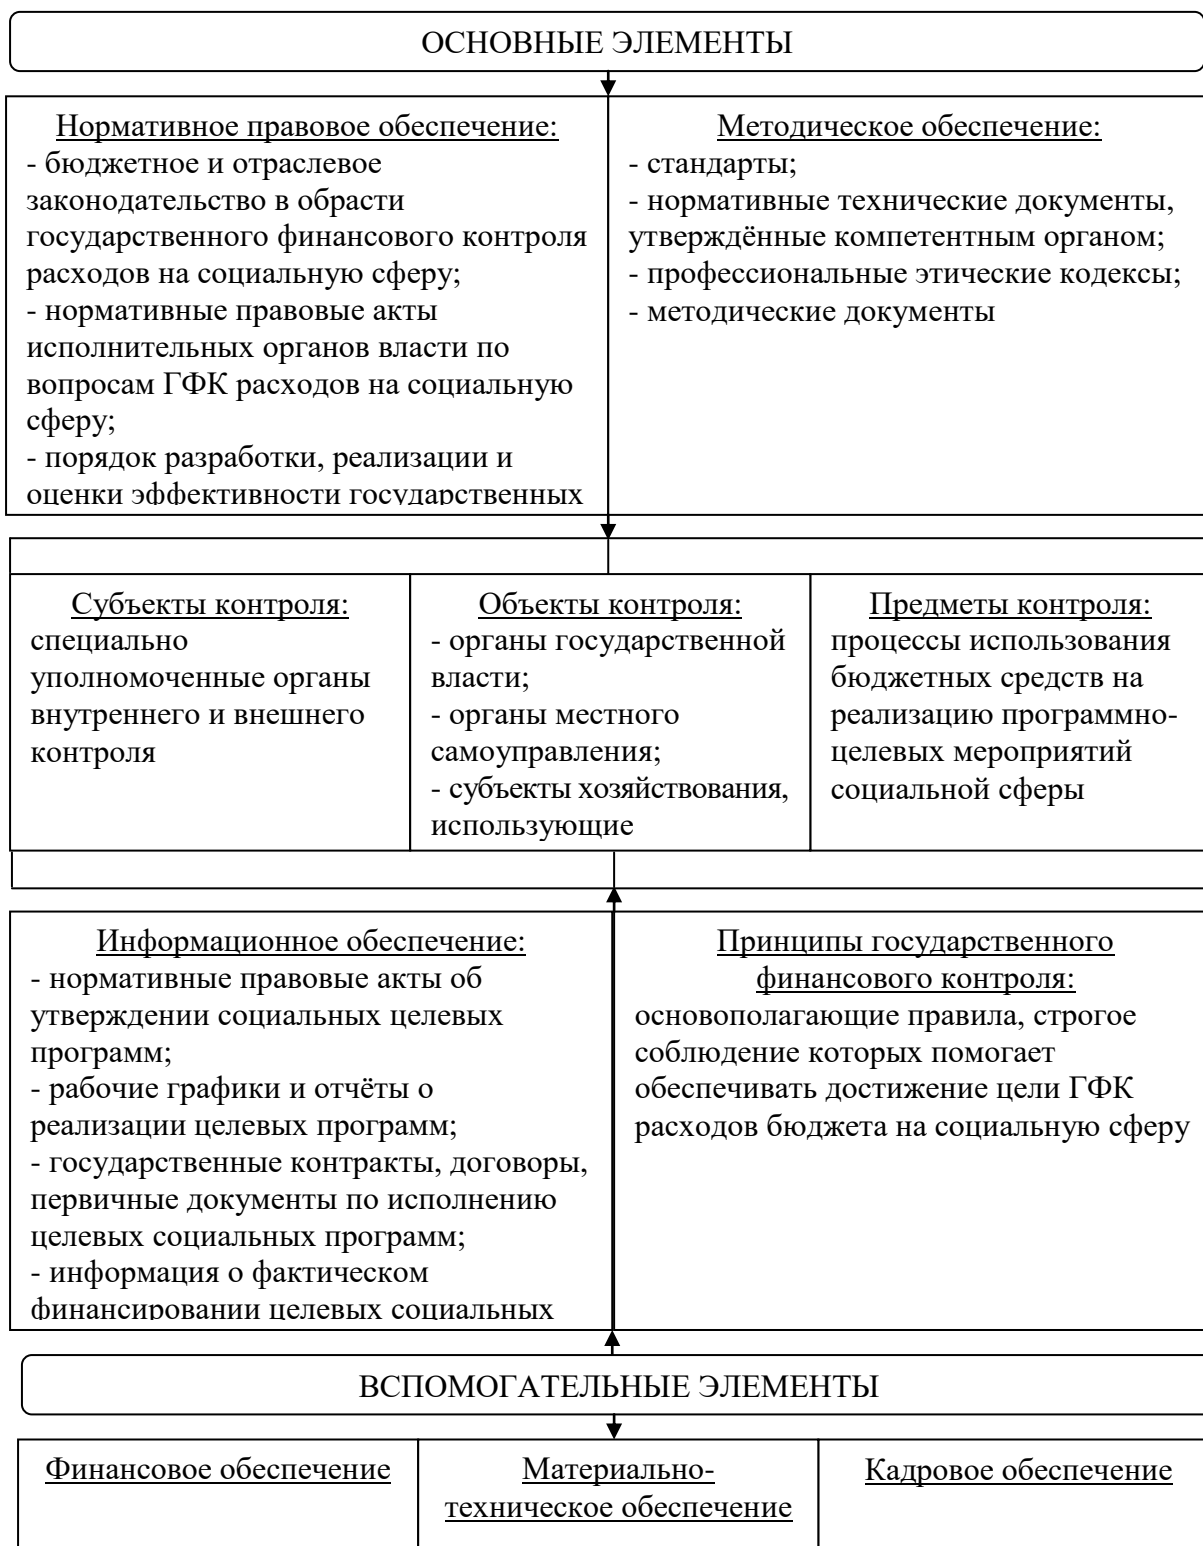 ОСНОВНЫЕ ЭЛЕМЕНТЫ
Нормативное правовое обеспечение:
- бюджетное и отраслевое
законодательство в обрасти
государственного финансового контроля
расходов на социальную сферу;
- нормативные правовые акты
исполнительных органов власти по
вопросам ГФК расходов на социальную
сферу;
- порядок разработки, реализации и
оценки эффективности государственных
Методическое обеспечение:
- стандарты;
- нормативные технические документы,
утверждённые компетентным органом;
- профессиональные этические кодексы;
- методические документы
Субъекты контроля:
специально
уполномоченные органы
внутреннего и внешнего
контроля
Объекты контроля:
- органы государственной
власти;
- органы местного
самоуправления;
- субъекты хозяйствования,
использующие
Предметы контроля:
процессы использования
бюджетных средств на
реализацию программно-
целевых мероприятий
социальной сферы
Информационное обеспечение:
- нормативные правовые акты об
утверждении социальных целевых
программ;
- рабочие графики и отчёты о
реализации целевых программ;
- государственные контракты, договоры,
первичные документы по исполнению
целевых социальных программ;
- информация о фактическом
финансировании целевых социальных
Принципы государственного
финансового контроля:
основополагающие правила, строгое
соблюдение которых помогает
обеспечивать достижение цели ГФК
расходов бюджета на социальную сферу
ВСПОМОГАТЕЛЬНЫЕ ЭЛЕМЕНТЫ
Финансовое обеспечение
Материально-
техническое обеспечение
Кадровое обеспечение